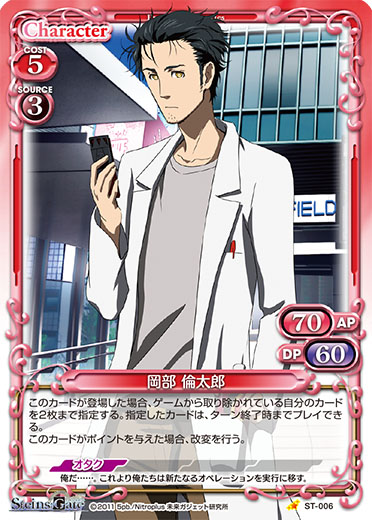 Character
COST
5
SOURCE
3
FIELD
70 AP
DP 60
岡部 倫太郎
このカードが登場した場合、ゲームから取り除かれている自分のカード
を2枚まで指定する。指定したカードは、ターン終了時までプレイでき
る。
このカードがポイントを与えた場合、改変を行う。
オタク
俺だ……。これより俺たちは新たなるオペレーションを実行に移す。
Steins;Gate
©2011 5pb./Nitroplus 未来ガジェット研究所
ST-006